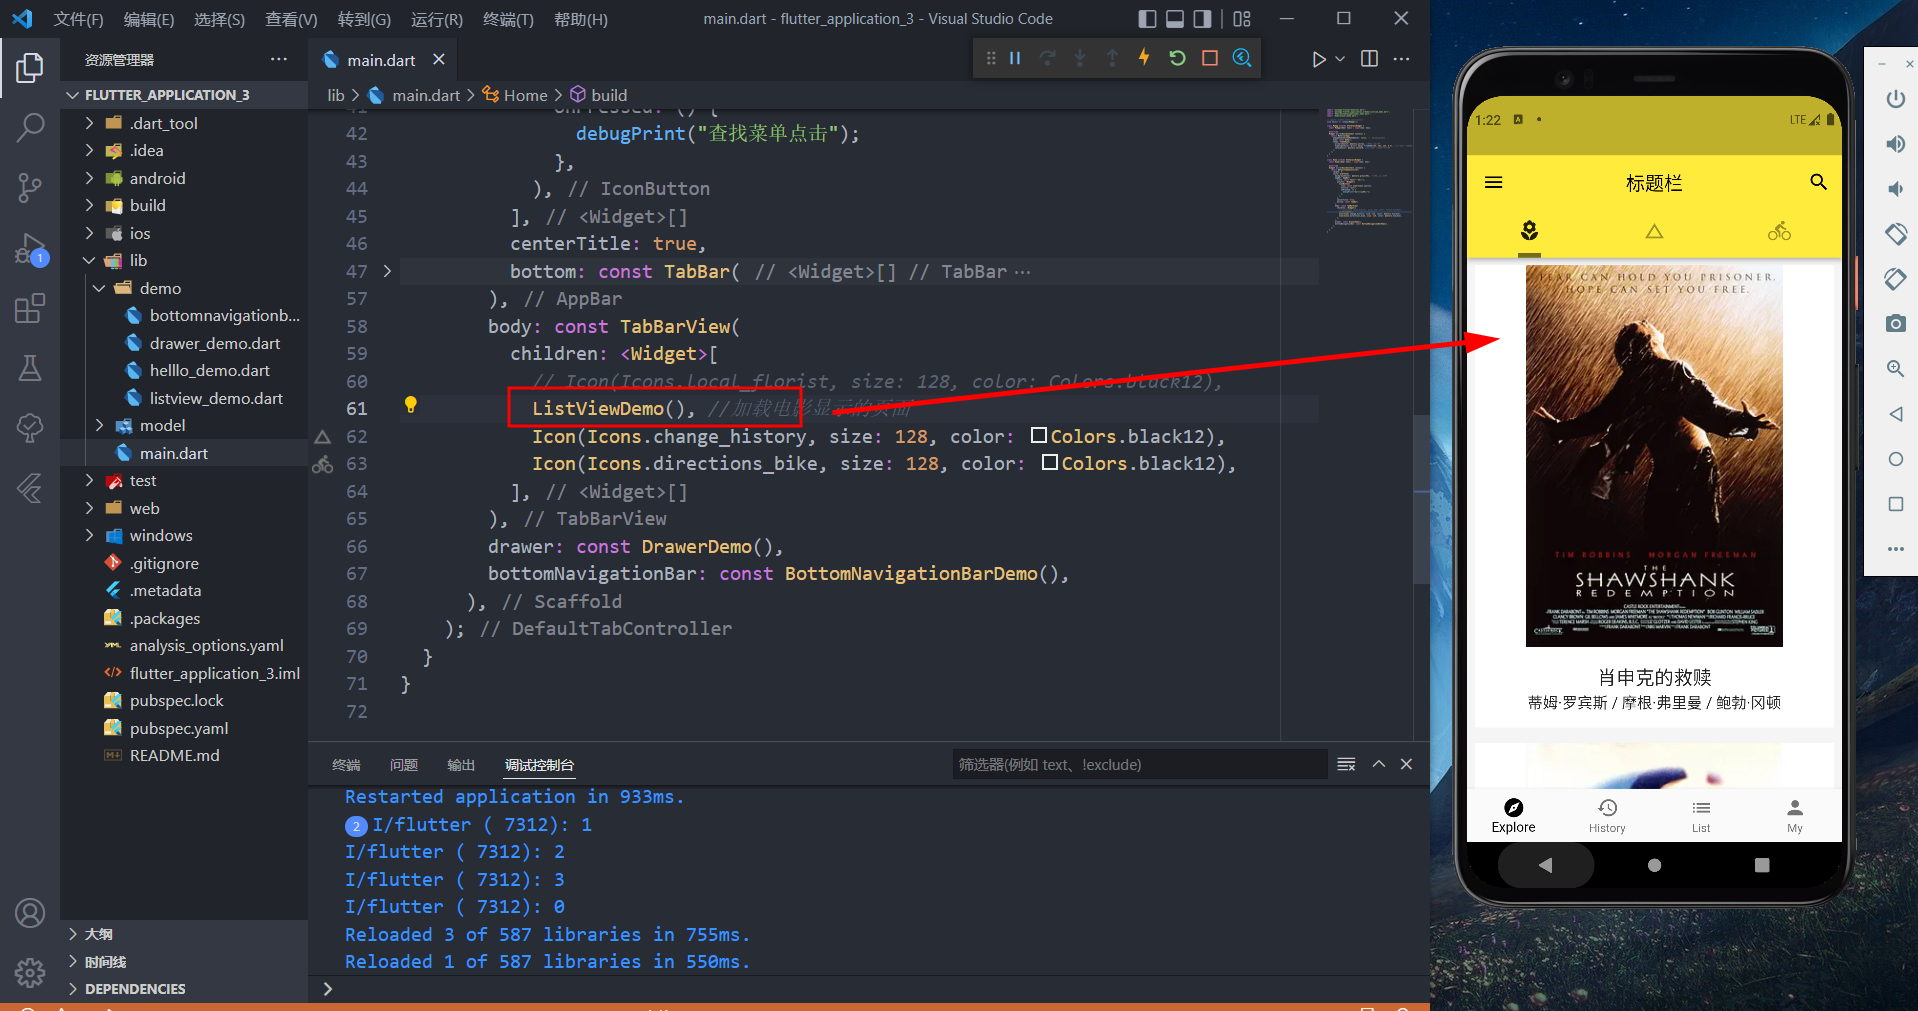 文件(F) 编辑(E) 选择(S) 查看(V) 转到(G) 运行(R) 终端(T) 帮助(H)
main.dart - flutter_application_3 - Visual Studio Code
资源管理器
FLUTTER_APPLICATION_3
.dart_tool
.idea
android
build
ios
lib
demo
bottomnavigationb...
drawer_demo.dart
helllo_demo.dart
listview_demo.dart
model
main.dart
test
web
windows
.gitignore
.metadata
.packages
analysis_options.yaml
flutter_application_3.iml
pubspec.lock
pubspec.yaml
README.md
大纲
时间线
DEPENDENCIES
1
main.dart
lib > main.dart > Home > build
41 onPressed: () {
42 debugPrint("查找菜单点击");
43 },
44 ), // IconButton
45 ], // <Widget>[]
46 centerTitle: true,
47 bottom: const TabBar( // <Widget>[] // TabBar ...
57 ), // AppBar
58 body: const TabBarView(
59 children: <Widget>[
60 // Icon(Icons.local_florist, size: 128, color: Colors.black12),
61 ListViewDemo(), //加载电影显示的页面
62 Icon(Icons.change_history, size: 128, color: Colors.black12),
63 Icon(Icons.directions_bike, size: 128, color: Colors.black12),
64 ], // <Widget>[]
65 ), // TabBarView
66 drawer: const DrawerDemo(),
67 bottomNavigationBar: const BottomNavigationBarDemo(),
68 ), // Scaffold
69 ); // DefaultTabController
70 }
71 }
72
终端 问题 输出 调试控制台
筛选器(例如 text、!exclude)
Restarted application in 933ms.
2 I/flutter ( 7312): 1
I/flutter ( 7312): 2
I/flutter ( 7312): 3
I/flutter ( 7312): 0
Reloaded 3 of 587 libraries in 755ms.
Reloaded 1 of 587 libraries in 550ms.
1:22
LTE
标题栏
FEAR CAN HOLD YOU PRISONER.
HOPE CAN SET YOU FREE.
TIM ROBBINS MORGAN FREEMAN
THE
SHAWSHANK
REDEMPTION
肖申克的救赎
蒂姆·罗宾斯 / 摩根·弗里曼 / 鲍勃·冈顿
Explore
History
List
My